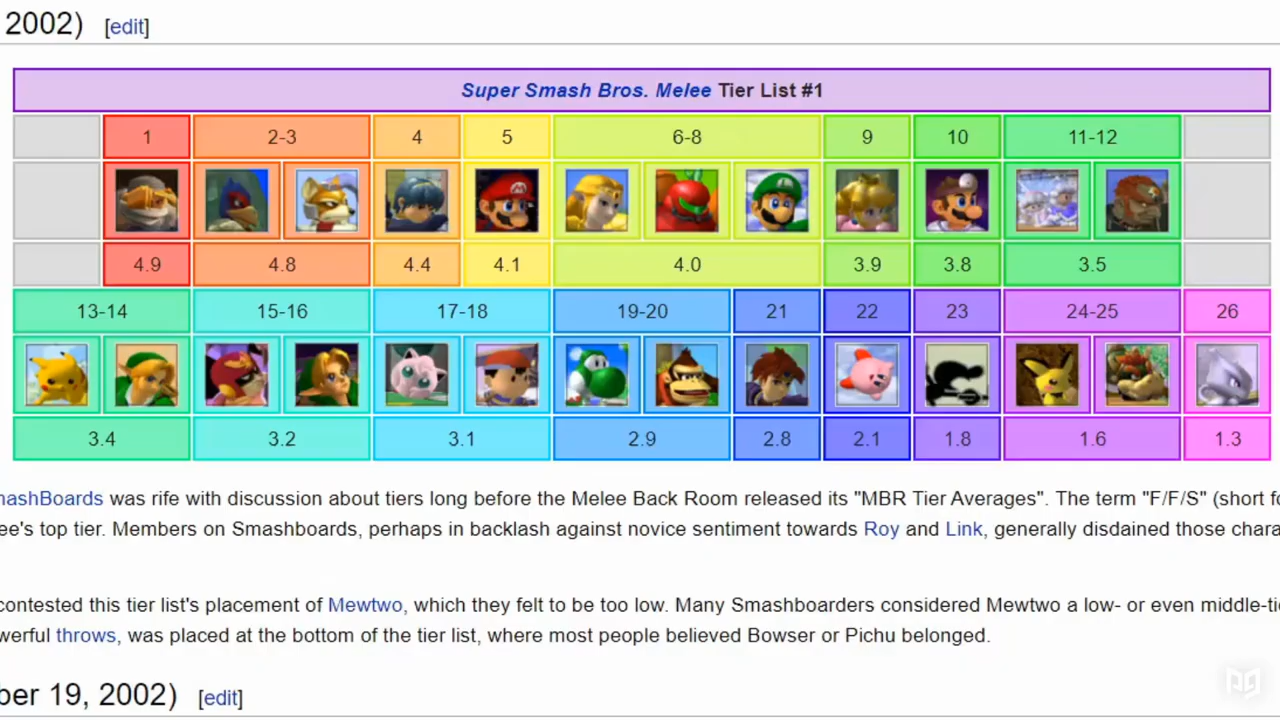 2002) [edit]
Super Smash Bros. Melee Tier List #1
1 2-3 4 5 6-8 9 10 11-12
4.9 4.8 4.4 4.1 4.0 3.9 3.8 3.5
13-14 15-16 17-18 19-20 21 22 23 24-25 26
3.4 3.2 3.1 2.9 2.8 2.1 1.8 1.6 1.3
mashBoards was rife with discussion about tiers long before the Melee Back Room released its "MBR Tier Averages". The term "F/F/S" (short fo
ee's top tier. Members on Smashboards, perhaps in backlash against novice sentiment towards Roy and Link, generally disdained those chara
contested this tier list's placement of Mewtwo, which they felt to be too low. Many Smashboarders considered Mewtwo a low- or even middle-ti
werful throws, was placed at the bottom of the tier list, where most people believed Bowser or Pichu belonged.
ber 19, 2002) [edit]